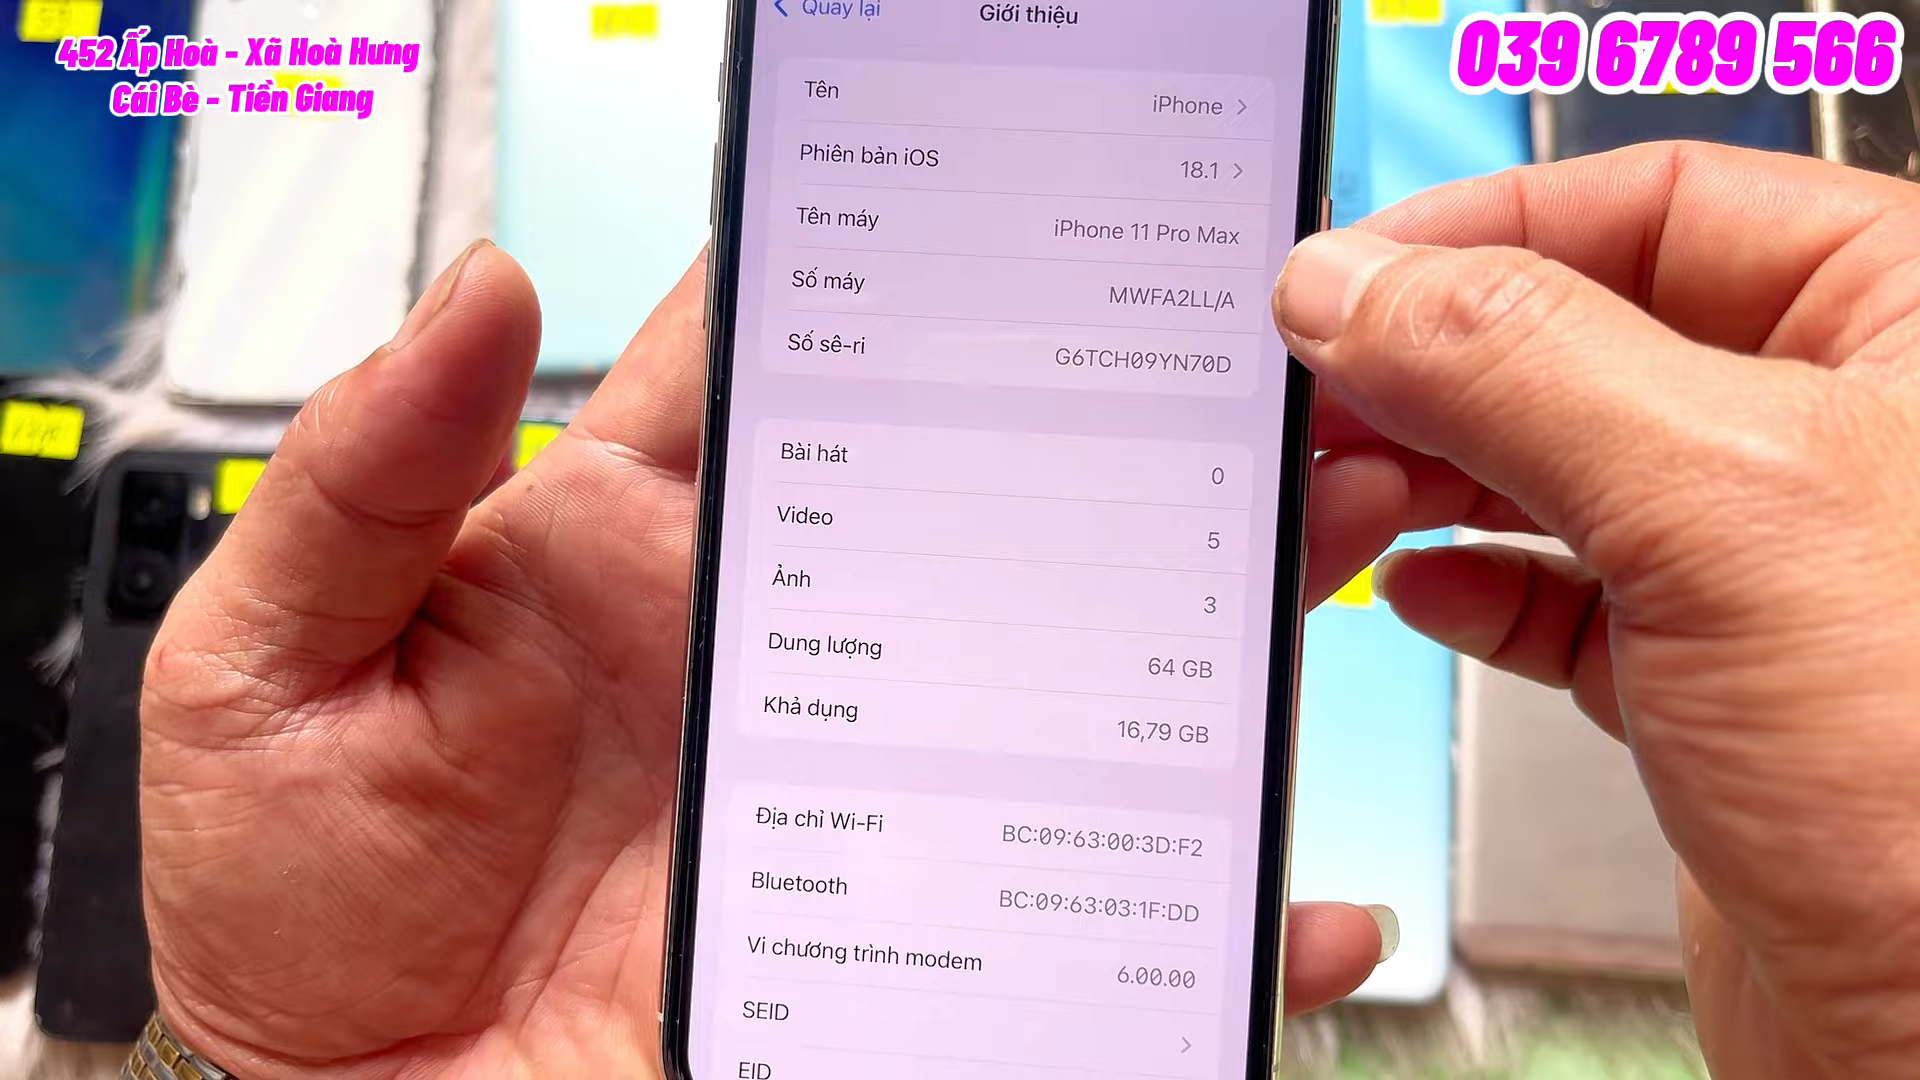 452 Ấp Hoà - Xã Hoà Hưng
Cái Bè - Tiền Giang
039 6789 566
Quay lại
Giới thiệu
Tên
iPhone
Phiên bản iOS
18.1
Tên máy
iPhone 11 Pro Max
Số máy
MWFA2LL/A
Số sê-ri
G6TCH09YN70D
Bài hát
0
Video
5
Ảnh
3
Dung lượng
64 GB
Khả dụng
16,79 GB
Địa chỉ Wi-Fi
BC:09:63:00:3D:F2
Bluetooth
BC:09:63:03:1F:DD
Vi chương trình modem
6.00.00
SEID
EID